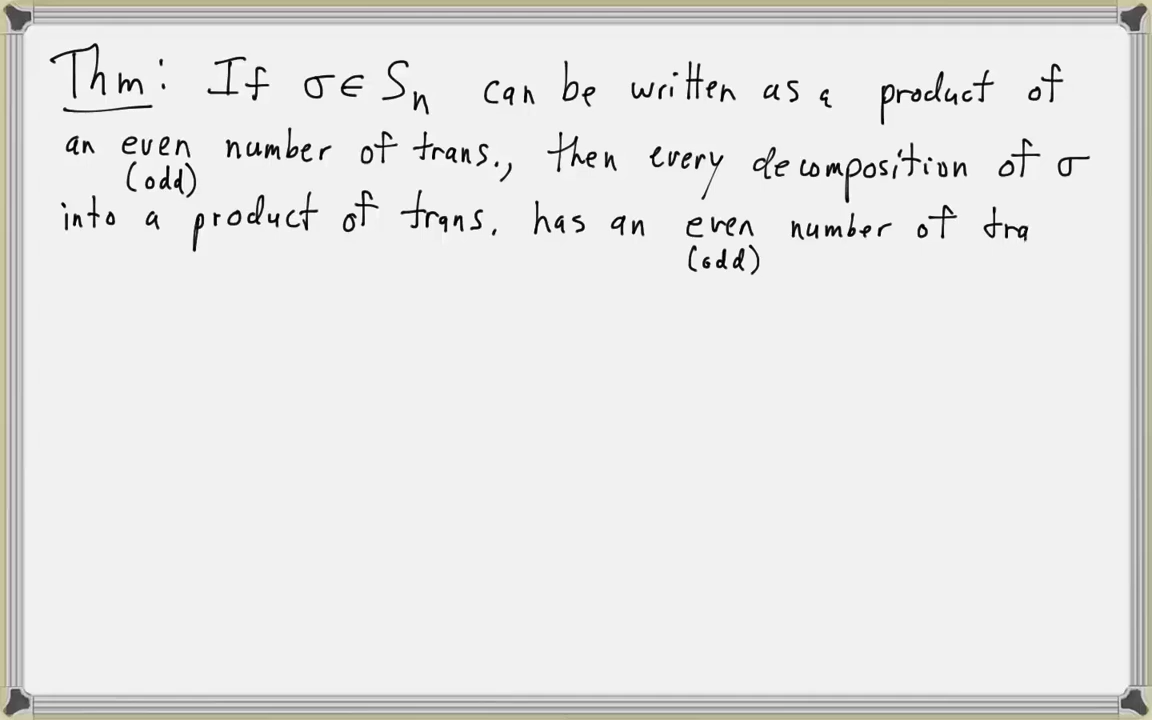 Thm: If σ ∈ Sn can be written as a product of
an even number of trans., then every decomposition of σ
(odd)
into a product of trans. has an even number of tra
(odd)